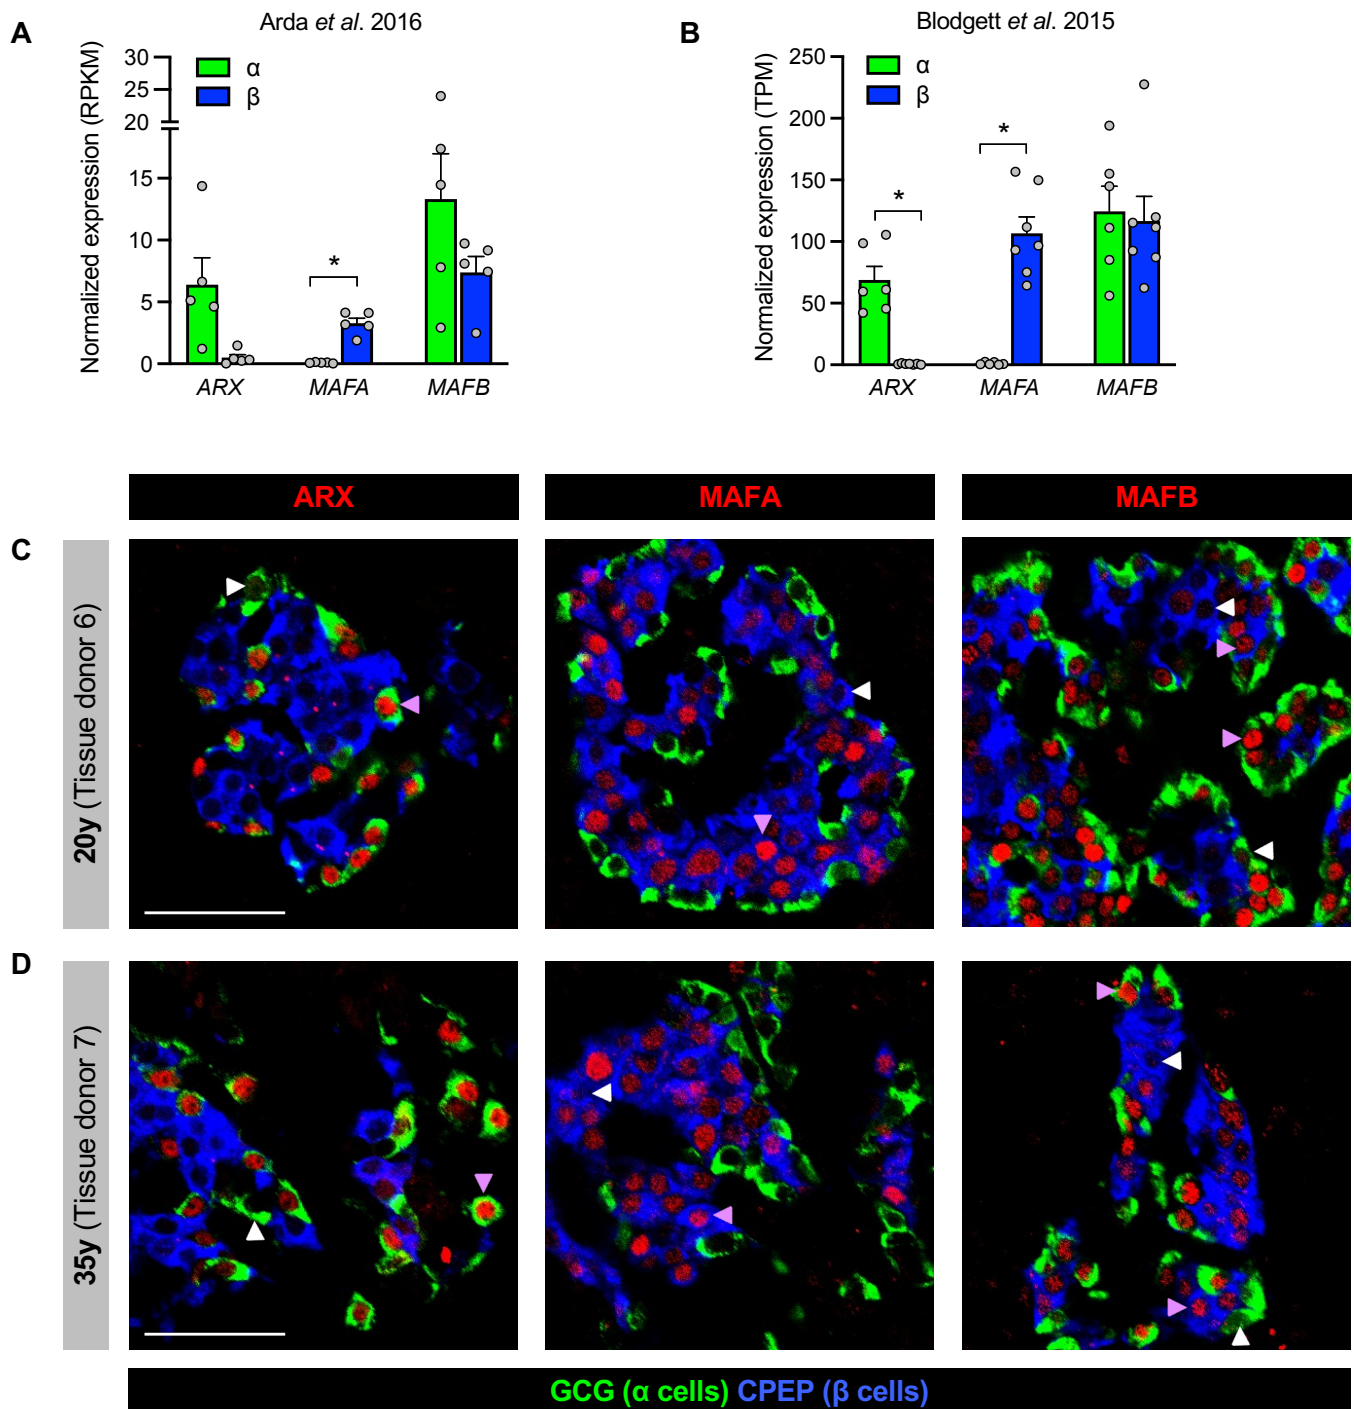 A
Arda et al. 2016
Normalized expression (RPKM)
30
25
20
15
10
5
0
α
β
*
ARX
MAFA
MAFB
B
Blodgett et al. 2015
Normalized expression (TPM)
250
200
150
100
50
0
α
β
*
*
ARX
MAFA
MAFB
ARX
MAFA
MAFB
C
20y (Tissue donor 6)
D
35y (Tissue donor 7)
GCG (α cells) CPEP (β cells)